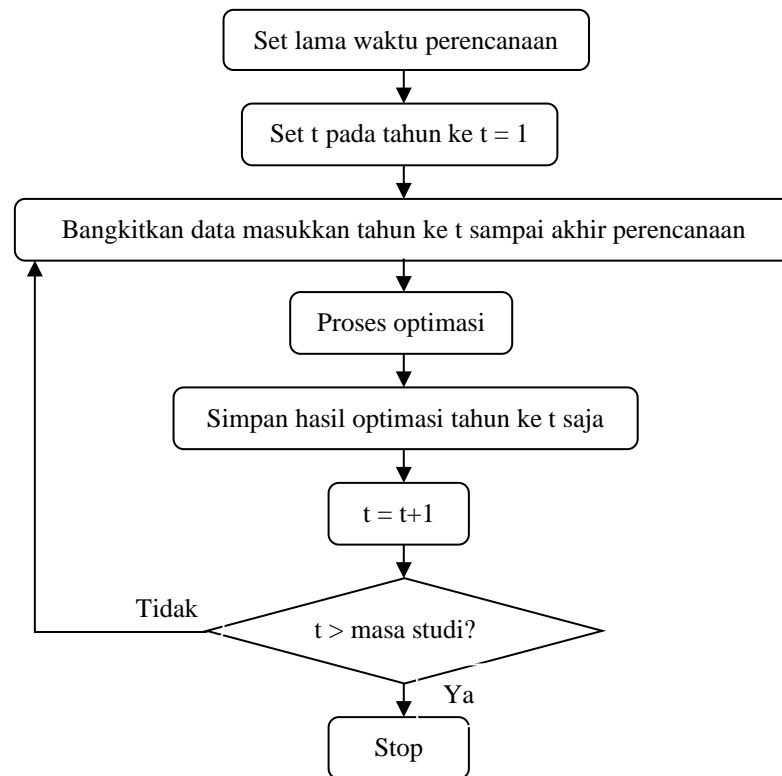 Set lama waktu perencanaan
Set t pada tahun ke t = 1
Bangkitkan data masukkan tahun ke t sampai akhir perencanaan
Proses optimasi
Simpan hasil optimasi tahun ke t saja
t = t+1
Tidak
t > masa studi?
Ya
Stop